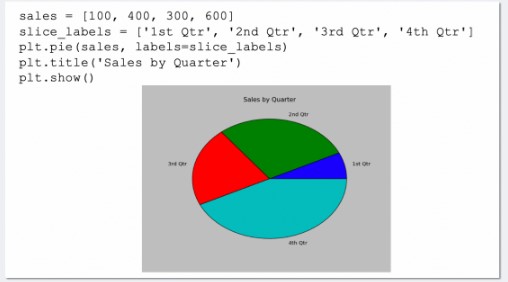 sales = [100, 400, 300, 600]
slice_labels = ['1st Qtr', '2nd Qtr', '3rd Qtr', '4th Qtr']
plt.pie(sales, labels=slice_labels)
plt.title('Sales by Quarter')
plt.show()
Sales by Quarter
2nd Qtr
3rd Qtr
1st Qtr
4th Qtr